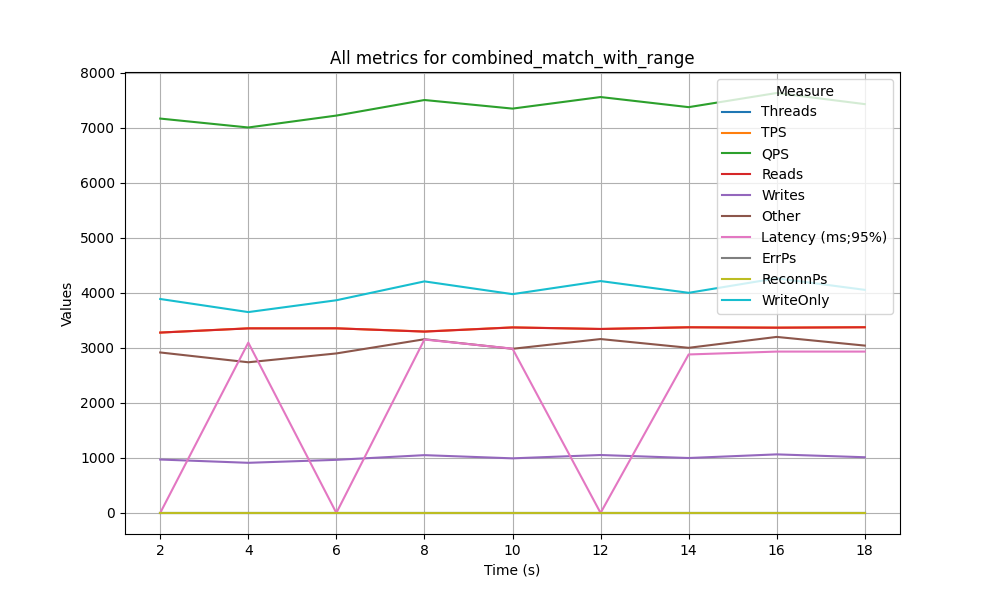 All metrics for combined_match_with_range
8000
7000
6000
5000
4000
3000
2000
1000
0
Values
2 4 6 8 10 12 14 16 18
Time (s)
Measure
Threads
TPS
QPS
Reads
Writes
Other
Latency (ms;95%)
ErrPs
ReconnPs
WriteOnly